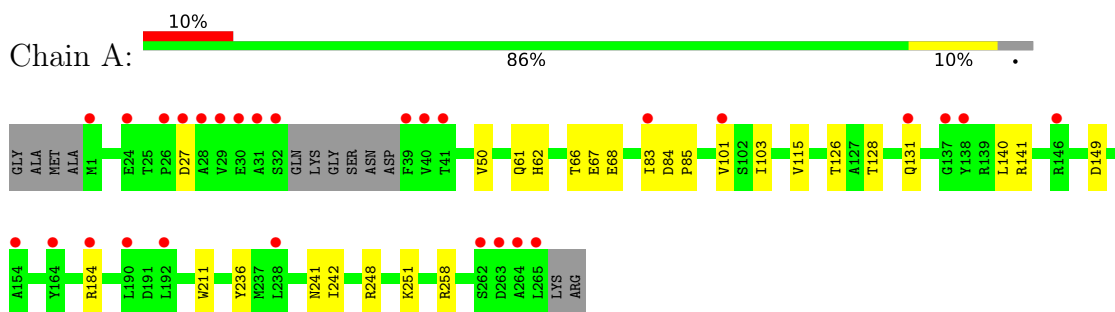 10%
Chain A:
86% 10% •
GLY ALA MET ALA M1 E24 T25 P26 D27 A28 V29 E30 A31 S32 GLN LYS GLY SER ASN ASP F39 V40 T41 V50 Q61 H62 T66 E67 E68 I83 D84 P85 V101 S102 I103 V115 T126 A127 T128 Q131 G137 Y138 R139 L140 R141 R146 D149
A154 Y164 R184 L190 D191 L192 W211 Y236 M237 L238 N241 I242 R248 K251 R258 S262 D263 A264 L265 LYS ARG